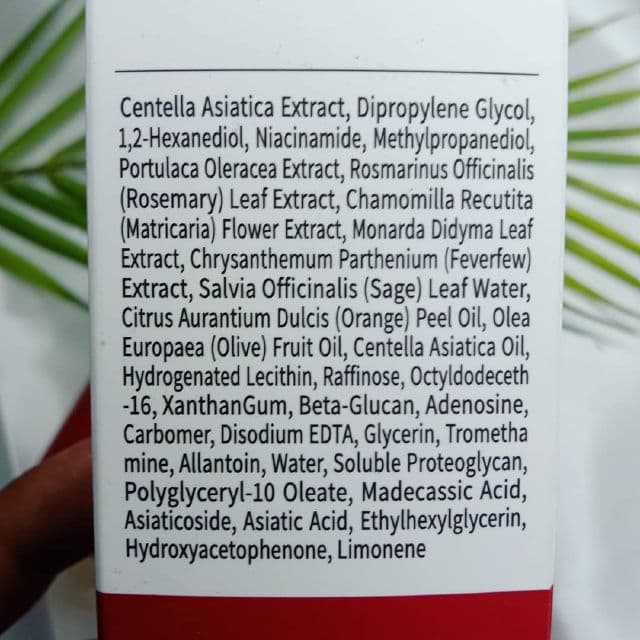 Centella Asiatica Extract, Dipropylene Glycol,
1,2-Hexanediol, Niacinamide, Methylpropanediol,
Portulaca Oleracea Extract, Rosmarinus Officinalis
(Rosemary) Leaf Extract, Chamomilla Recutita
(Matricaria) Flower Extract, Monarda Didyma Leaf
Extract, Chrysanthemum Parthenium (Feverfew)
Extract, Salvia Officinalis (Sage) Leaf Water,
Citrus Aurantium Dulcis (Orange) Peel Oil, Olea
Europaea (Olive) Fruit Oil, Centella Asiatica Oil,
Hydrogenated Lecithin, Raffinose, Octyldodeceth
-16, XanthanGum, Beta-Glucan, Adenosine,
Carbomer, Disodium EDTA, Glycerin, Trometha
mine, Allantoin, Water, Soluble Proteoglycan,
Polyglyceryl-10 Oleate, Madecassic Acid,
Asiaticoside, Asiatic Acid, Ethylhexylglycerin,
Hydroxyacetophenone, Limonene